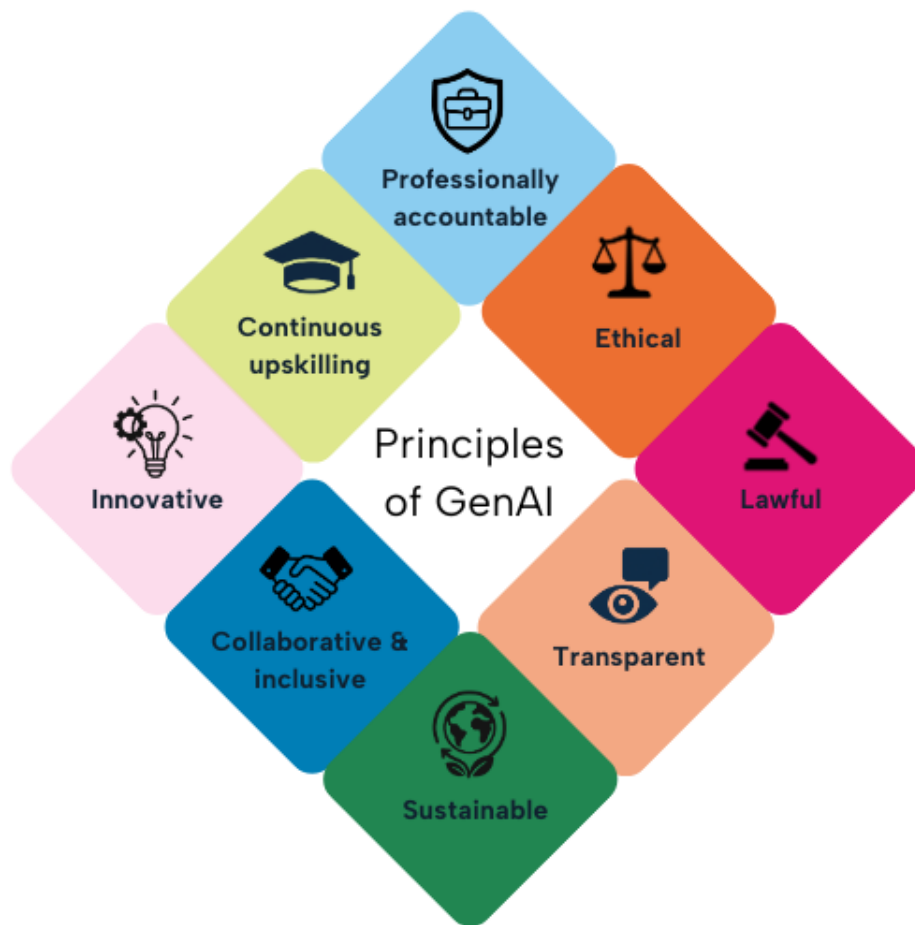 Professionally
accountable
Continuous
upskilling
Ethical
Innovative
Principles
of GenAI
Lawful
Collaborative &
inclusive
Transparent
Sustainable